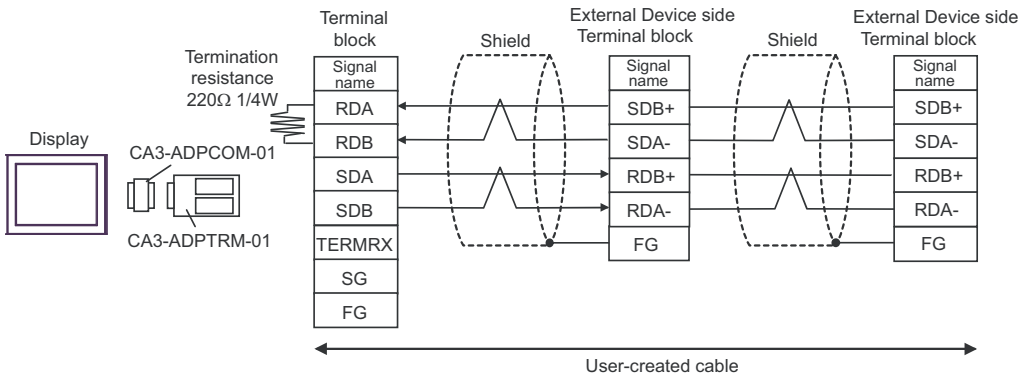 Display
CA3-ADPCOM-01
CA3-ADPTRM-01
Termination
resistance
220Ω 1/4W
Terminal
block
Signal
name
RDA
RDB
SDA
SDB
TERMRX
SG
FG
Shield
External Device side
Terminal block
Signal
name
SDB+
SDA-
RDB+
RDA-
FG
Shield
External Device side
Terminal block
Signal
name
SDB+
SDA-
RDB+
RDA-
FG
User-created cable